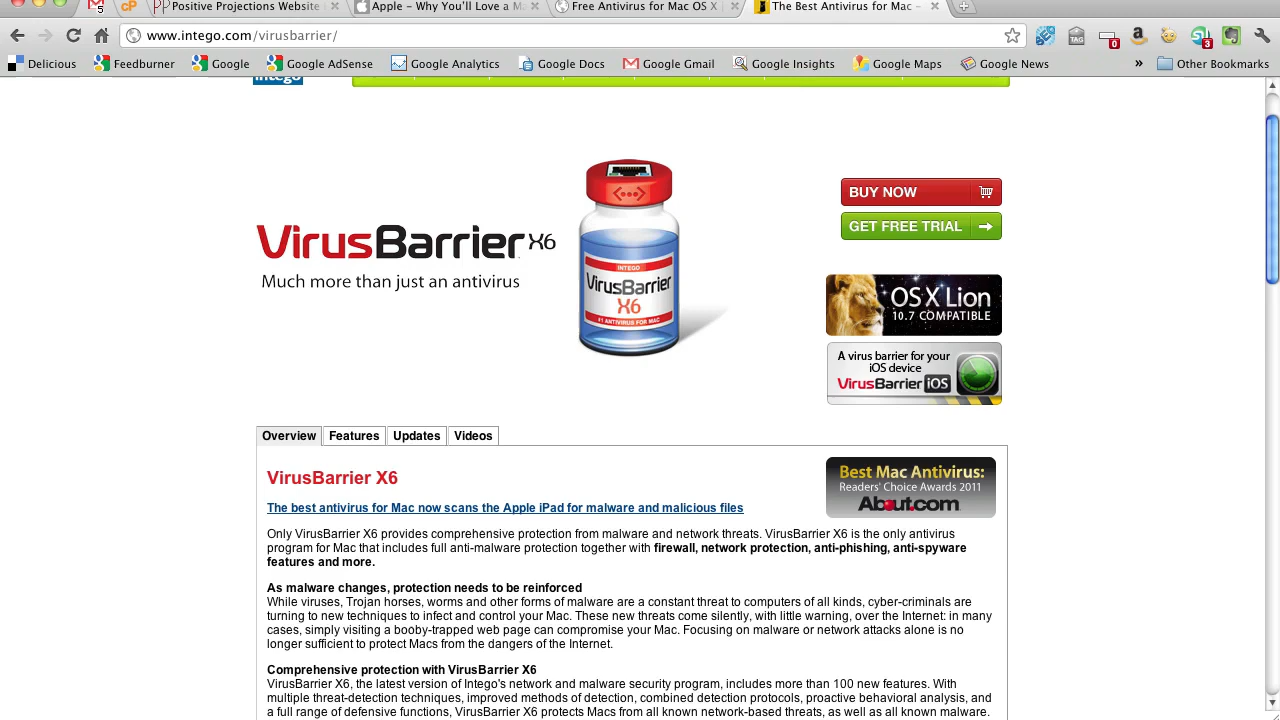 5
Positive Projections Website
Apple – Why You'll Love a M
Free Antivirus for Mac OS X
The Best Antivirus for Mac –
www.intego.com/virusbarrier/
TAG
0
3
Delicious
Feedburner
Google
Google AdSense
Google Analytics
Google Docs
Google Gmail
Google Insights
Google Maps
Google News
»
Other Bookmarks
intego
BUY NOW
GET FREE TRIAL
VirusBarrier X6
Much more than just an antivirus
INTEGO
VirusBarrier
X6
#1 ANTIVIRUS FOR MAC
OS X Lion
10.7 COMPATIBLE
A virus barrier for your
iOS device
VirusBarrier iOS
Overview
Features
Updates
Videos
VirusBarrier X6
Best Mac Antivirus:
Readers' Choice Awards 2011
About.com
The best antivirus for Mac now scans the Apple iPad for malware and malicious files
Only VirusBarrier X6 provides comprehensive protection from malware and network threats. VirusBarrier X6 is the only antivirus
program for Mac that includes full anti-malware protection together with firewall, network protection, anti-phishing, anti-spyware
features and more.
As malware changes, protection needs to be reinforced
While viruses, Trojan horses, worms and other forms of malware are a constant threat to computers of all kinds, cyber-criminals are
turning to new techniques to infect and control your Mac. These new threats come silently, with little warning, over the Internet: in many
cases, simply visiting a booby-trapped web page can compromise your Mac. Focusing on malware or network attacks alone is no
longer sufficient to protect Macs from the dangers of the Internet.
Comprehensive protection with VirusBarrier X6
VirusBarrier X6, the latest version of Intego's network and malware security program, includes more than 100 new features. With
multiple threat-detection techniques, improved methods of detection, combined detection protocols, proactive behavioral analysis, and
a full range of defensive functions, VirusBarrier X6 protects Macs from all known network-based threats, as well as all known malware.